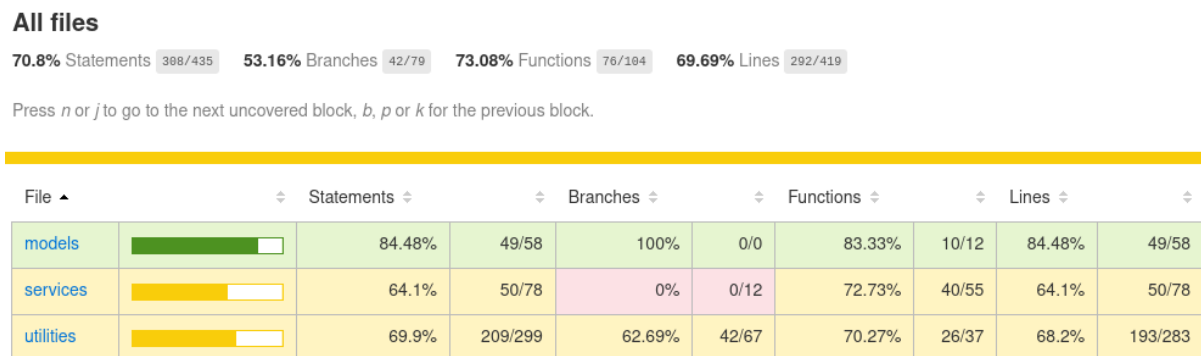 All files
70.8% Statements 308/435 53.16% Branches 42/79 73.08% Functions 76/104 69.69% Lines 292/419
Press n or j to go to the next uncovered block, b, p or k for the previous block.
File Statements Branches Functions Lines
models 84.48% 49/58 100% 0/0 83.33% 10/12 84.48% 49/58
services 64.1% 50/78 0% 0/12 72.73% 40/55 64.1% 50/78
utilities 69.9% 209/299 62.69% 42/67 70.27% 26/37 68.2% 193/283